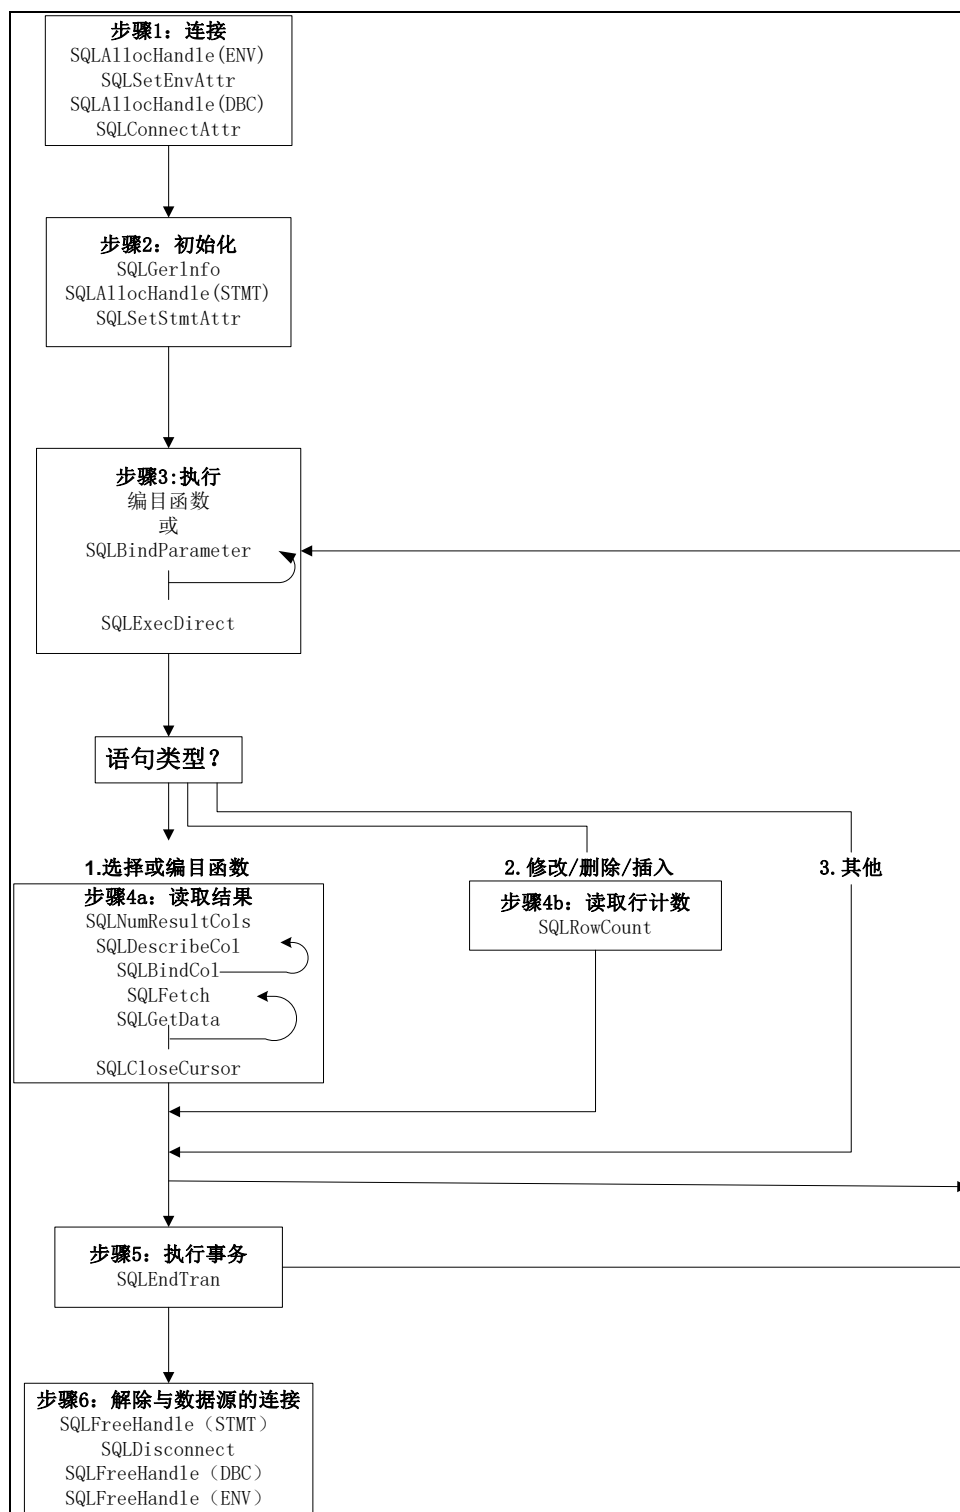 步骤1：连接
SQLAllocHandle(ENV)
SQLSetEnvAttr
SQLAllocHandle(DBC)
SQLConnectAttr
步骤2：初始化
SQLGerlnfo
SQLAllocHandle(STMT)
SQLSetStmtAttr
步骤3:执行
编目函数
或
SQLBindParameter
SQLExecDirect
语句类型？
1.选择或编目函数
步骤4a：读取结果
SQLNumResultCols
SQLDescribeCol
SQLBindCol
SQLFetch
SQLGetData
SQLCloseCursor
2.修改/删除/插入
步骤4b：读取行计数
SQLRowCount
3.其他
步骤5：执行事务
SQLEndTran
步骤6：解除与数据源的连接
SQLFreeHandle（STMT）
SQLDisconnect
SQLFreeHandle（DBC）
SQLFreeHandle（ENV）